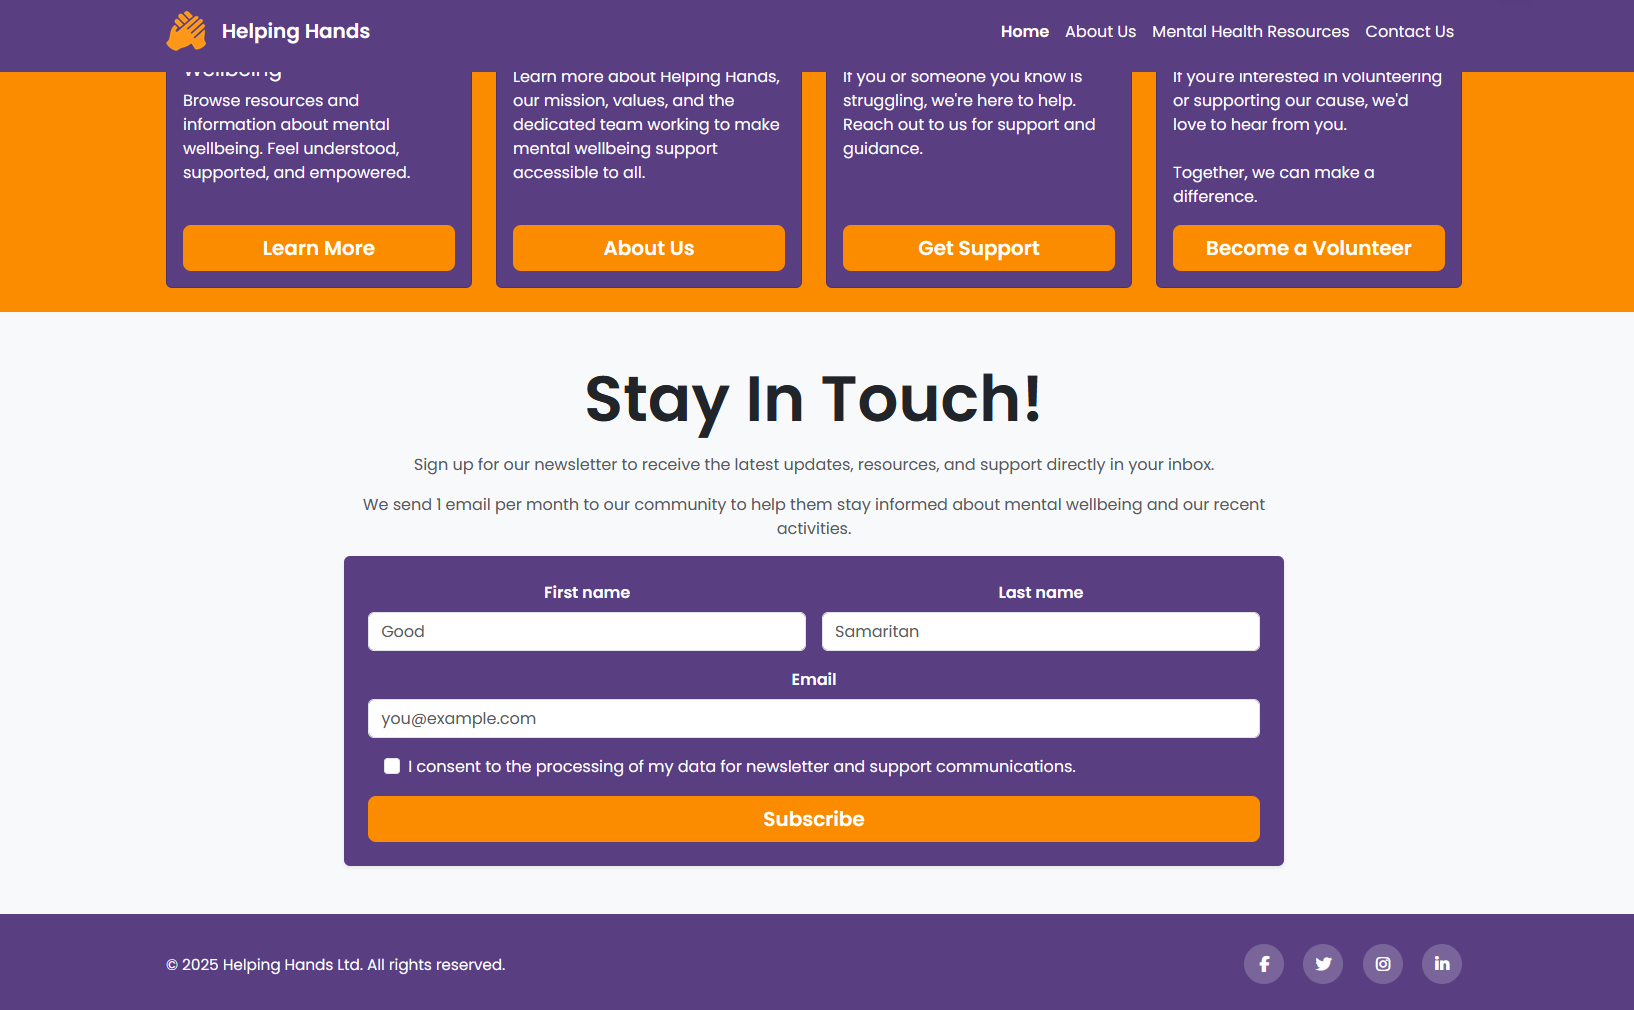 Helping Hands
Home About Us Mental Health Resources Contact Us
Wellbeing
Browse resources and
information about mental
wellbeing. Feel understood,
supported, and empowered.
Learn More
Learn more about Helping Hands,
our mission, values, and the
dedicated team working to make
mental wellbeing support
accessible to all.
About Us
If you or someone you know is
struggling, we're here to help.
Reach out to us for support and
guidance.
Get Support
If you're interested in volunteering
or supporting our cause, we'd
love to hear from you.
Together, we can make a
difference.
Become a Volunteer
Stay In Touch!
Sign up for our newsletter to receive the latest updates, resources, and support directly in your inbox.
We send 1 email per month to our community to help them stay informed about mental wellbeing and our recent
activities.
First name
Last name
Good
Samaritan
Email
you@example.com
I consent to the processing of my data for newsletter and support communications.
Subscribe
© 2025 Helping Hands Ltd. All rights reserved.